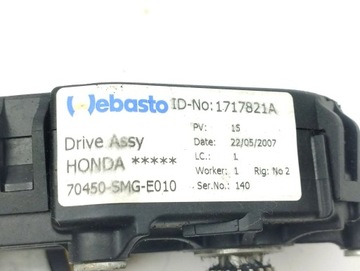 Webasto ID-No:1717821A
PV: 15
Drive Assy Date: 22/05/2007
HONDA ***** LC.: 1
Worker: 1 Rig: No 2
70450-SMG-E010 Ser.No: 140